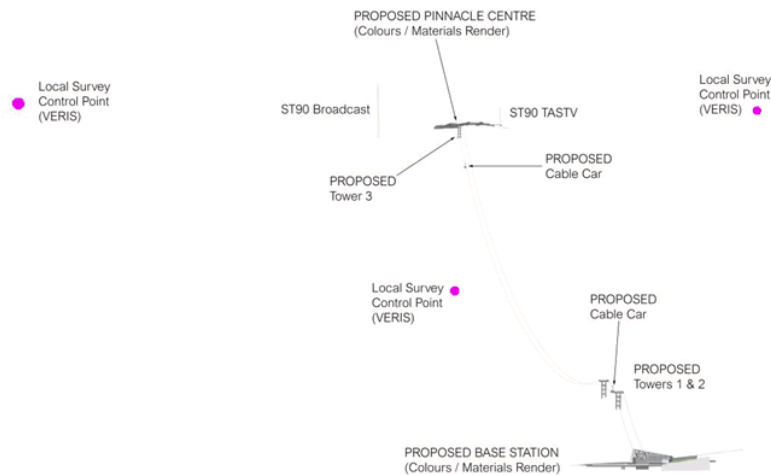 PROPOSED PINNACLE CENTRE
(Colours / Materials Render)
Local Survey
Control Point
(VERIS)
ST90 Broadcast
ST90 TASTV
Local Survey
Control Point
(VERIS)
PROPOSED
Tower 3
PROPOSED
Cable Car
Local Survey
Control Point
(VERIS)
PROPOSED
Cable Car
PROPOSED
Towers 1 & 2
PROPOSED BASE STATION
(Colours / Materials Render)